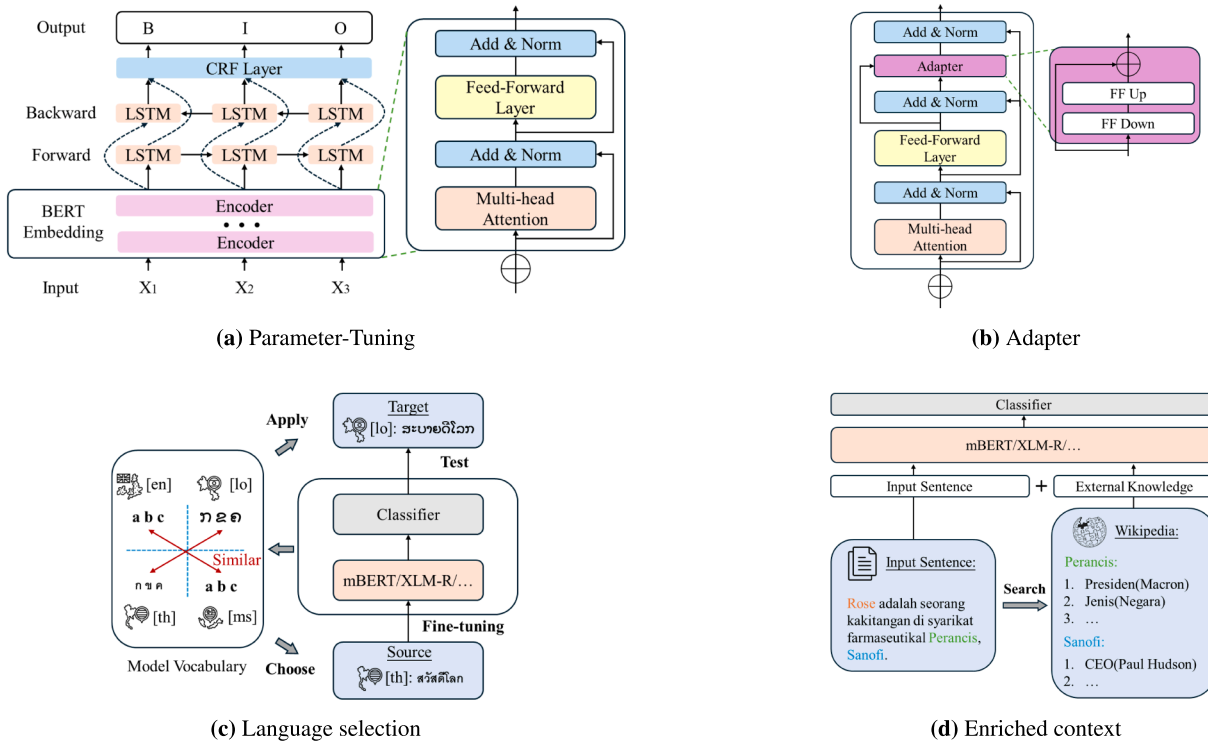 Output
B I O
CRF Layer
Backward
LSTM LSTM LSTM
Forward
LSTM LSTM LSTM
BERT
Embedding
Encoder
• • •
Encoder
Input
X1 X2 X3
Add & Norm
Feed-Forward
Layer
Add & Norm
Multi-head
Attention
(a) Parameter-Tuning
Add & Norm
Adapter
Add & Norm
Feed-Forward
Layer
Add & Norm
Multi-head
Attention
FF Up
FF Down
(b) Adapter
[en] [lo]
a b c ກ ຂ ຄ
Similar
ก ข ค a b c
[th] [ms]
Model Vocabulary
Apply
Choose
Target
[lo]: ສະບາຍດີໂລກ
Test
Classifier
mBERT/XLM-R/…
Fine-tuning
Source
[th]: สวัสดีโลก
(c) Language selection
Classifier
mBERT/XLM-R/…
Input Sentence + External Knowledge
Input Sentence:
Rose adalah seorang
kakitangan di syarikat
farmaseutikal Perancis,
Sanofi.
Search
Wikipedia:
Perancis:
1. Presiden(Macron)
2. Jenis(Negara)
3. …
Sanofi:
1. CEO(Paul Hudson)
2. …
(d) Enriched context